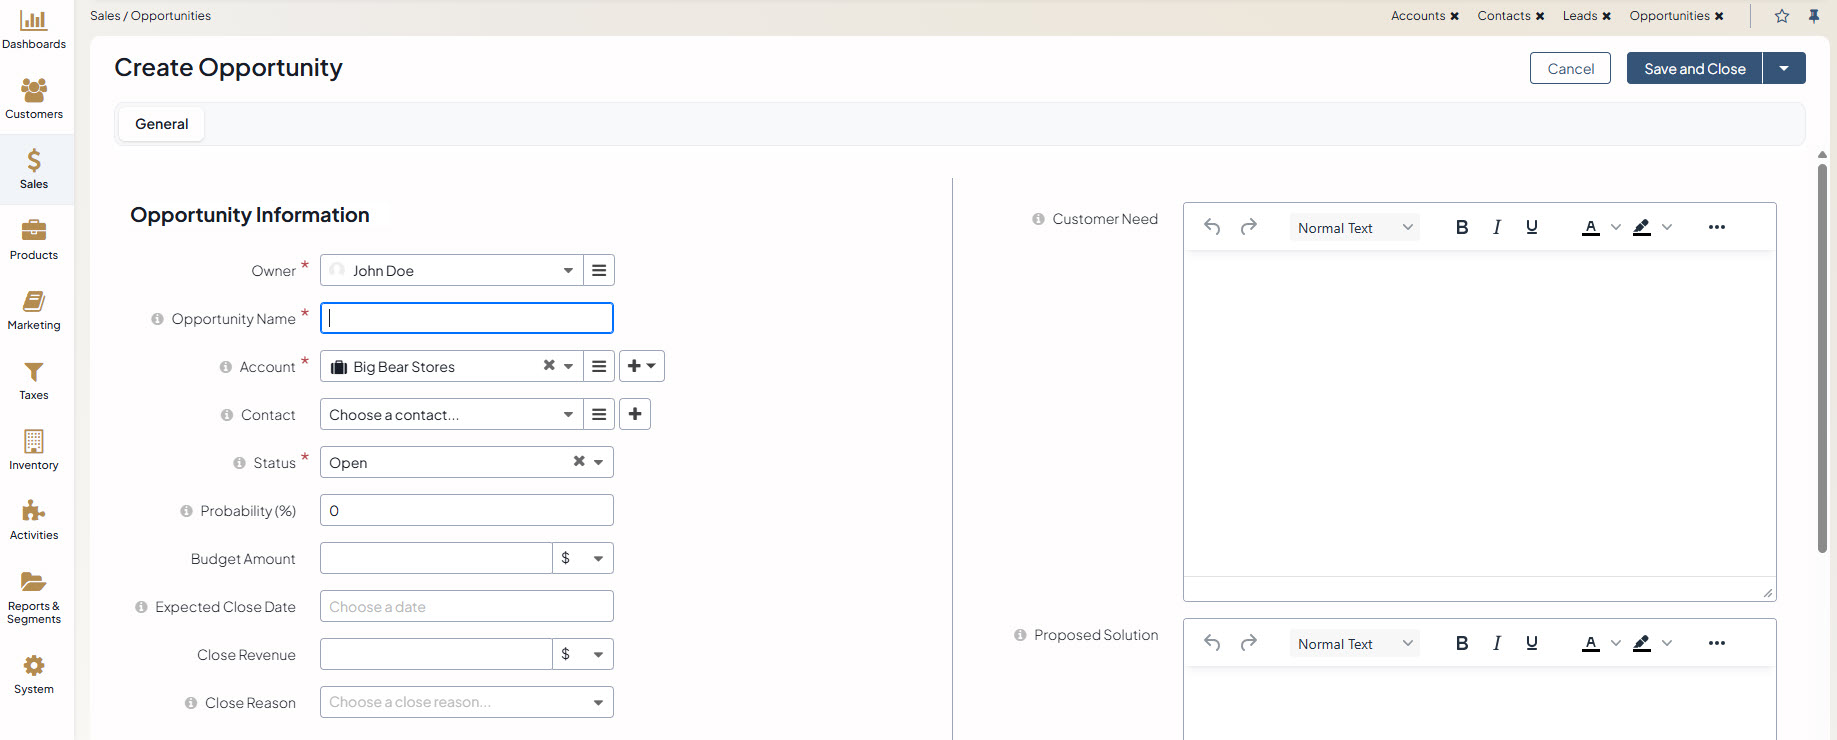 Sales / Opportunities
Accounts ✖ Contacts ✖ Leads ✖ Opportunities ✖
Dashboards
Customers
Sales
Products
Marketing
Taxes
Inventory
Activities
Reports &
Segments
System
Create Opportunity
Cancel
Save and Close
General
Opportunity Information
Owner *
John Doe
Opportunity Name *
Account *
Big Bear Stores
Contact
Choose a contact...
Status *
Open
Probability (%)
0
Budget Amount
$
Expected Close Date
Choose a date
Close Revenue
$
Close Reason
Choose a close reason...
Customer Need
Normal Text B I U A
Proposed Solution
Normal Text B I U A